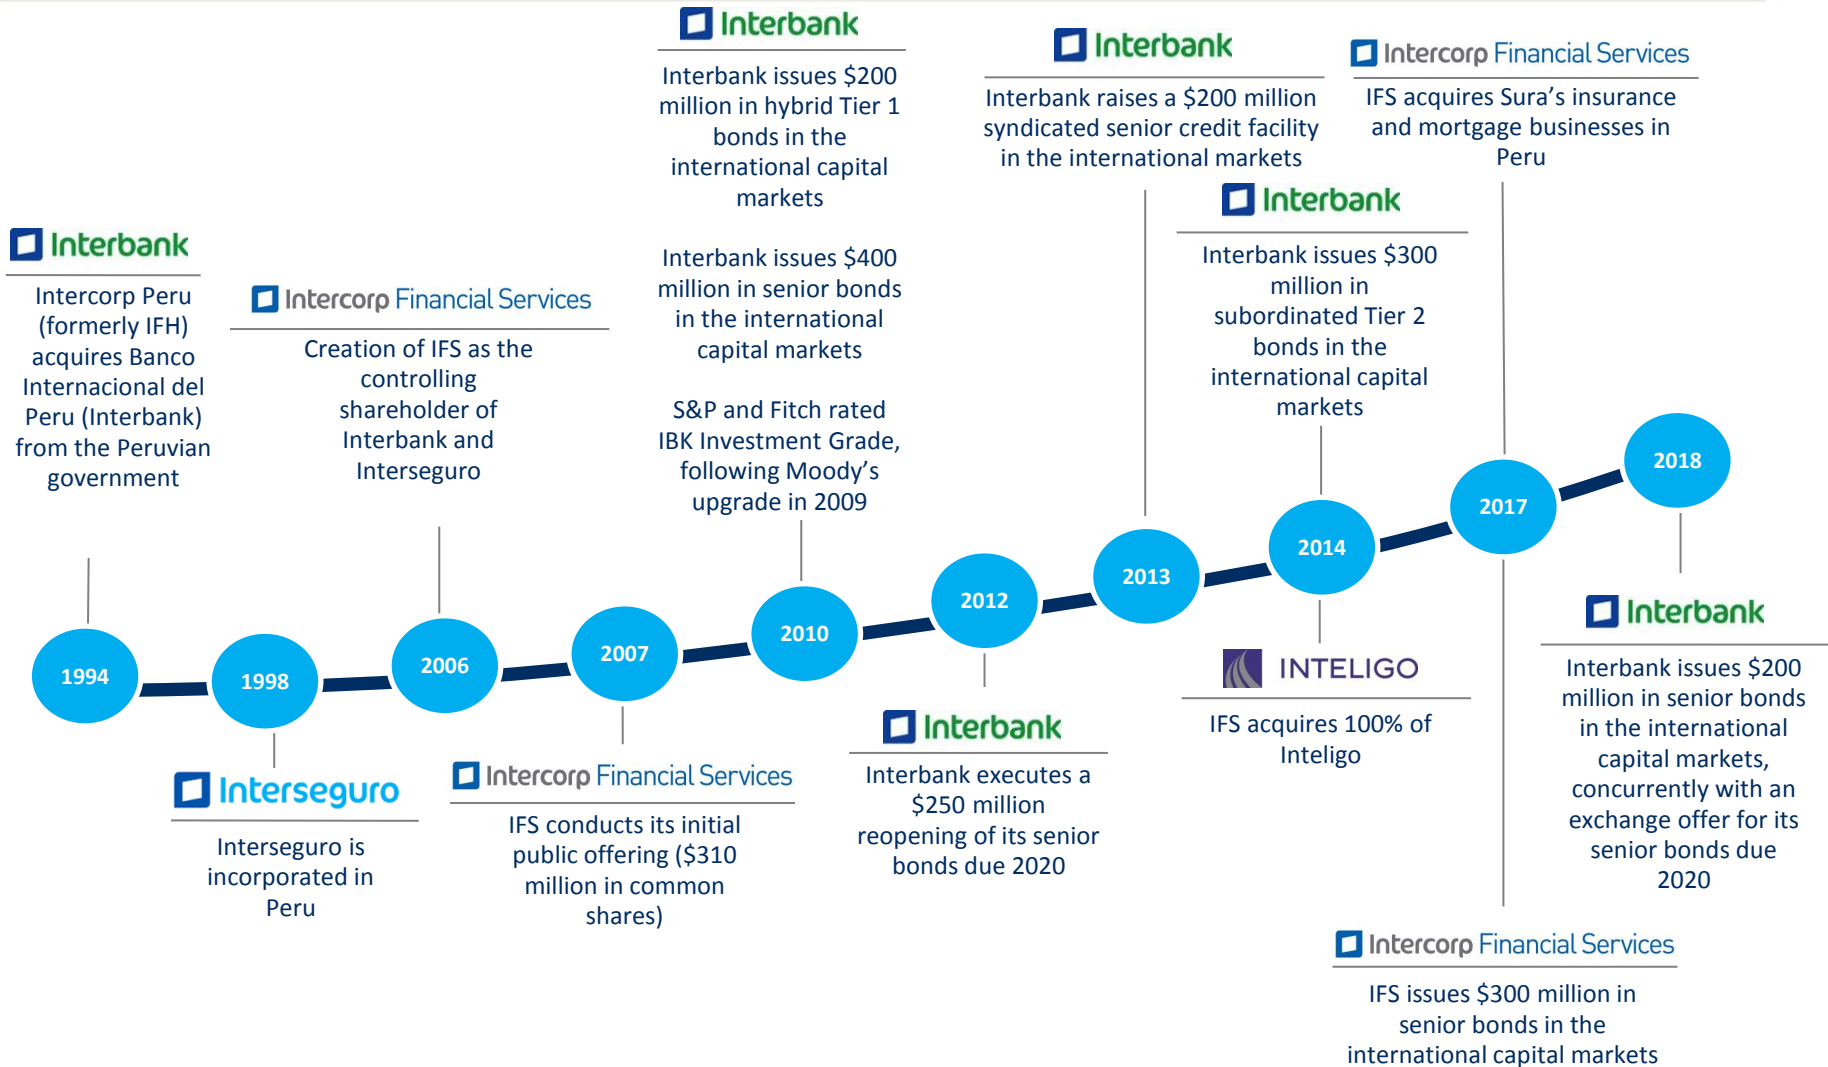 Interbank
Intercorp Peru
(formerly IFH)
acquires Banco
Internacional del
Peru (Interbank)
from the Peruvian
government
1994
1998
Interseguro
Interseguro is
incorporated in
Peru
Intercorp Financial Services
Creation of IFS as the
controlling
shareholder of
Interbank and
Interseguro
2006
2007
Intercorp Financial Services
IFS conducts its initial
public offering ($310
million in common
shares)
Interbank
Interbank issues $200
million in hybrid Tier 1
bonds in the
international capital
markets
Interbank issues $400
million in senior bonds
in the international
capital markets
S&P and Fitch rated
IBK Investment Grade,
following Moody’s
upgrade in 2009
2010
2012
Interbank
Interbank executes a
$250 million
reopening of its senior
bonds due 2020
Interbank
Interbank raises a $200 million
syndicated senior credit facility
in the international markets
2013
Interbank
Interbank issues $300
million in
subordinated Tier 2
bonds in the
international capital
markets
2014
INTELIGO
IFS acquires 100% of
Inteligo
Intercorp Financial Services
IFS acquires Sura’s insurance
and mortgage businesses in
Peru
2017
Intercorp Financial Services
IFS issues $300 million in
senior bonds in the
international capital markets
2018
Interbank
Interbank issues $200
million in senior bonds
in the international
capital markets,
concurrently with an
exchange offer for its
senior bonds due
2020